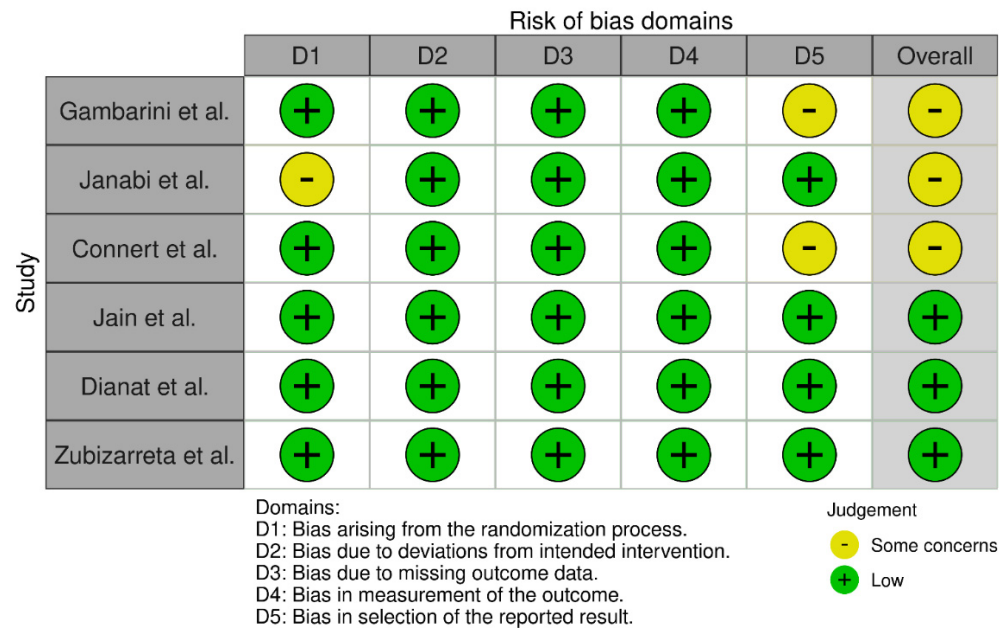 Risk of bias domains
D1 D2 D3 D4 D5 Overall
Study
Gambarini et al. + + + + - -
Janabi et al. - + + + + -
Connert et al. + + + + - -
Jain et al. + + + + + +
Dianat et al. + + + + + +
Zubizarreta et al. + + + + + +
Domains:
D1: Bias arising from the randomization process.
D2: Bias due to deviations from intended intervention.
D3: Bias due to missing outcome data.
D4: Bias in measurement of the outcome.
D5: Bias in selection of the reported result.
Judgement
- Some concerns
+ Low